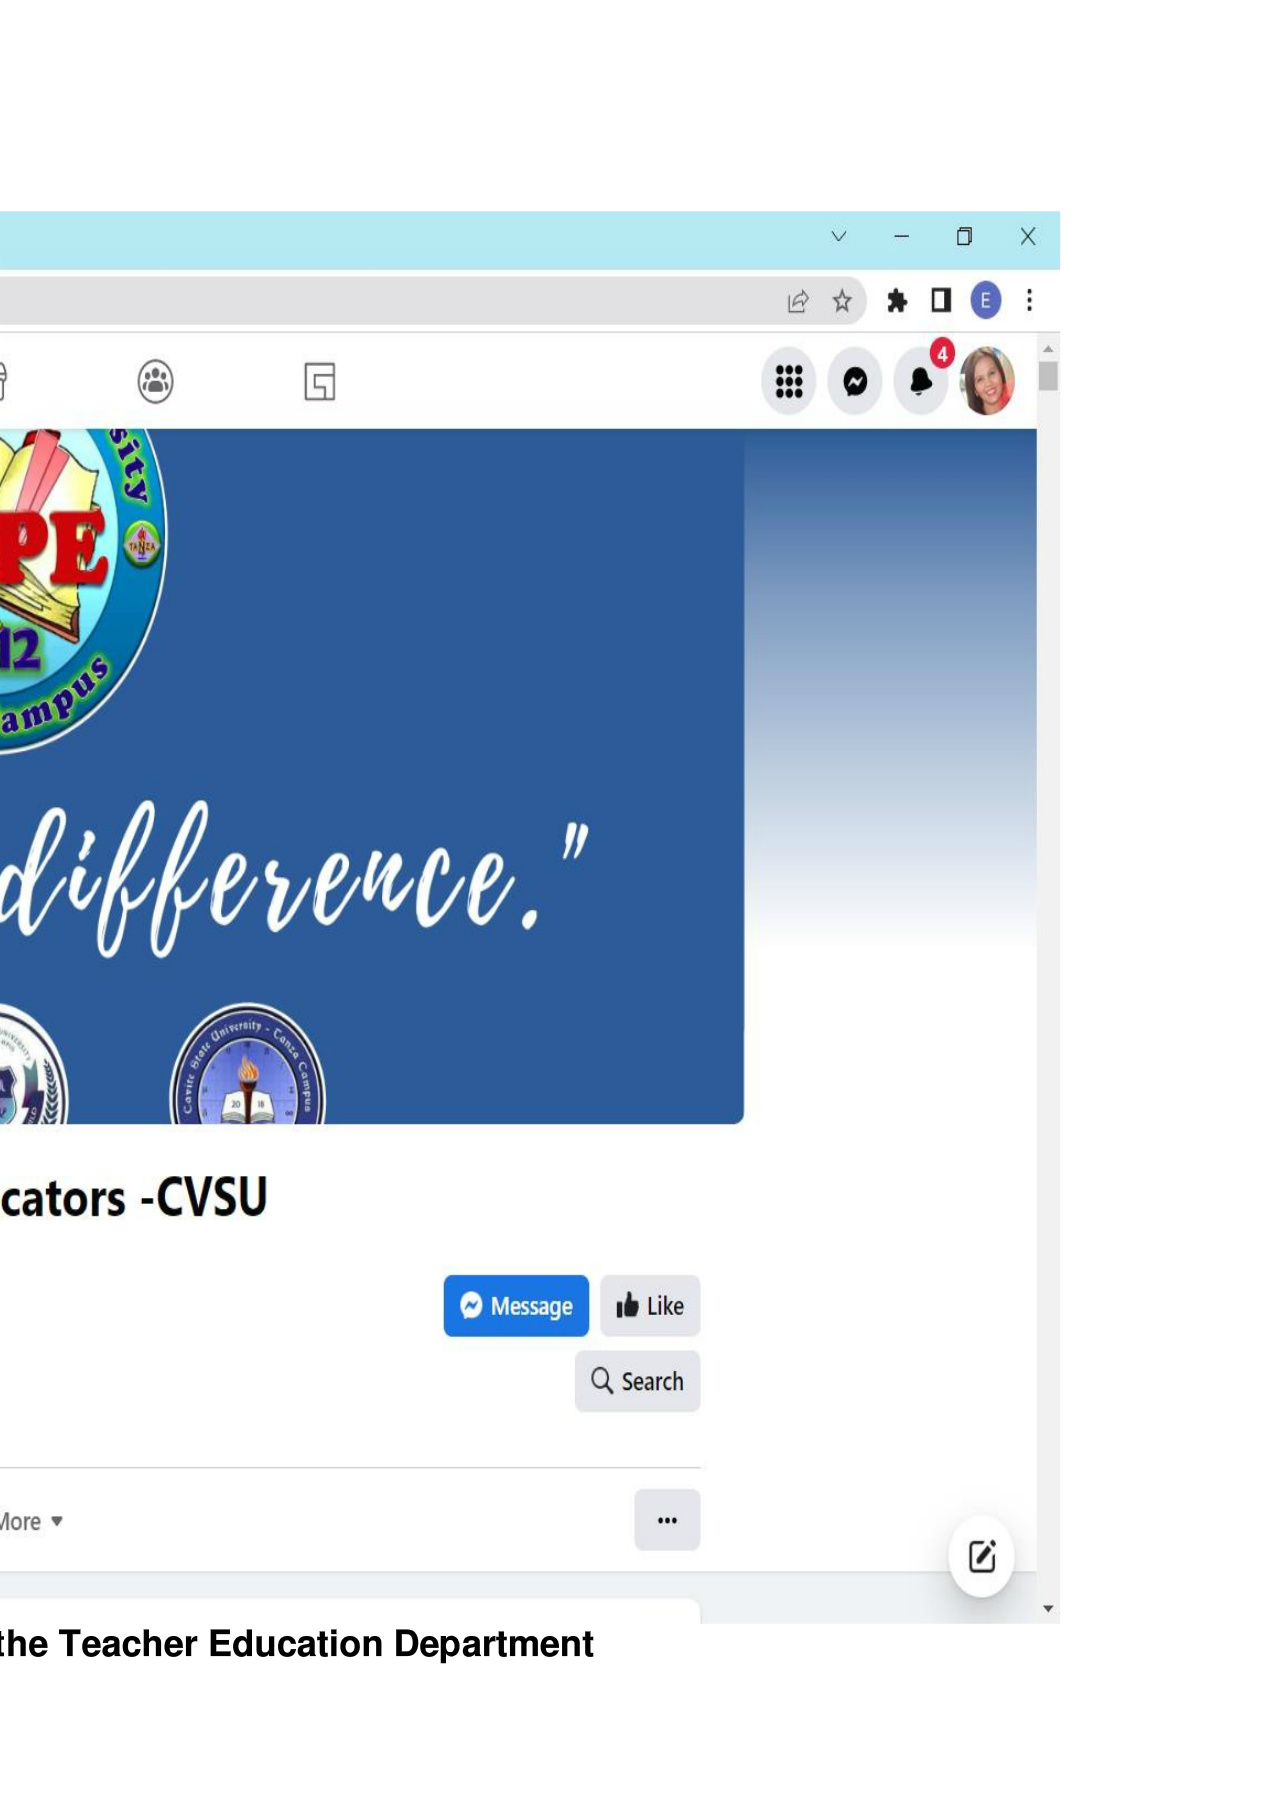 E
4
sity
TANZA
PE
12
ampus
difference."
Cavite State University - Tanza Campus
20 18
cators -CVSU
Message
Like
Search
More
the Teacher Education Department